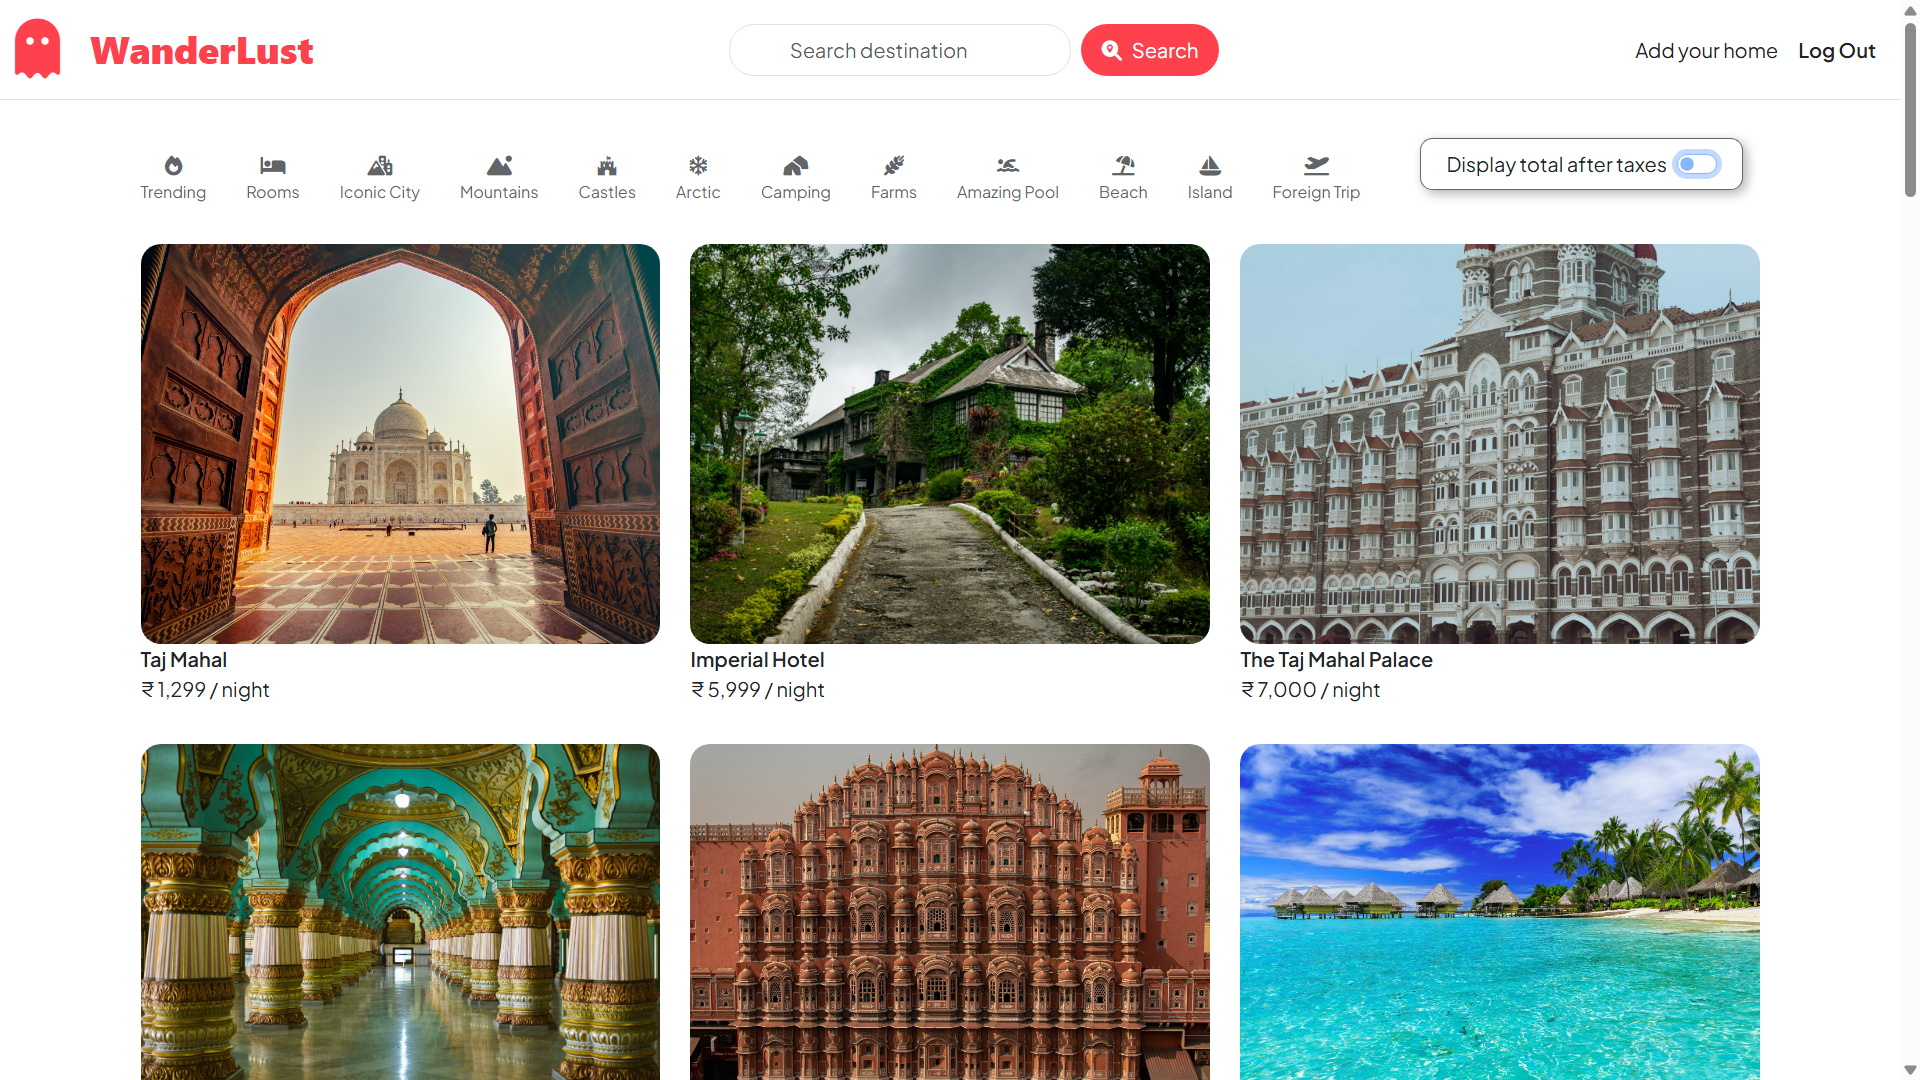 WanderLust
Search destination
Search
Add your home
Log Out
Trending
Rooms
Iconic City
Mountains
Castles
Arctic
Camping
Farms
Amazing Pool
Beach
Island
Foreign Trip
Display total after taxes
Taj Mahal
₹ 1,299 / night
Imperial Hotel
₹ 5,999 / night
The Taj Mahal Palace
₹ 7,000 / night